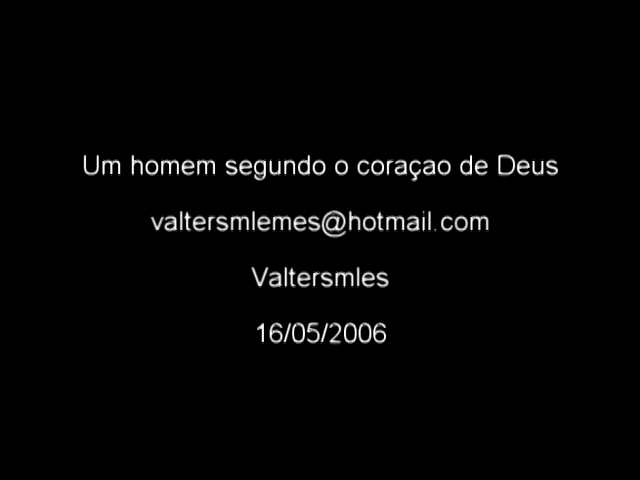 Um homem segundo o coraçao de Deus
valtersmlemes@hotmail.com
Valtersmles
16/05/2006